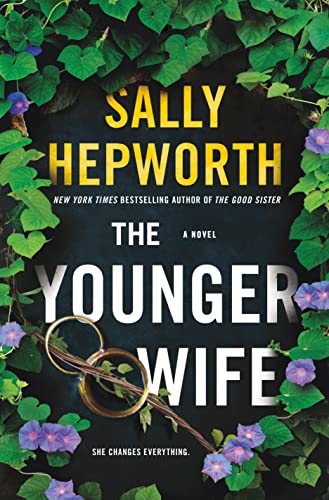 SALLY
HEPWORTH
NEW YORK TIMES BESTSELLING AUTHOR OF THE GOOD SISTER
THE
A NOVEL
YOUNGER
WIFE
SHE CHANGES EVERYTHING.